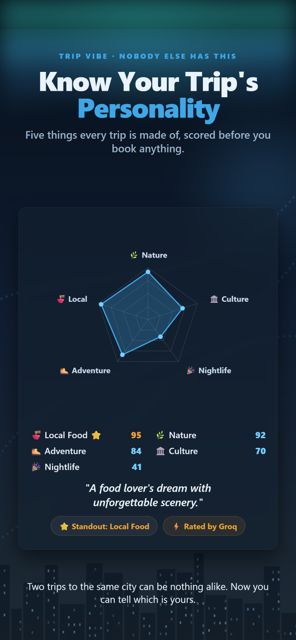 TRIP VIBE · NOBODY ELSE HAS THIS
Know Your Trip's
Personality
Five things every trip is made of, scored before you
book anything.
Nature
Local
Culture
Adventure
Nightlife
Local Food 95
Nature 92
Adventure 84
Culture 70
Nightlife 41
"A food lover's dream with
unforgettable scenery."
Standout: Local Food
Rated by Groq
Two trips to the same city can be nothing alike. Now you
can tell which is yours.